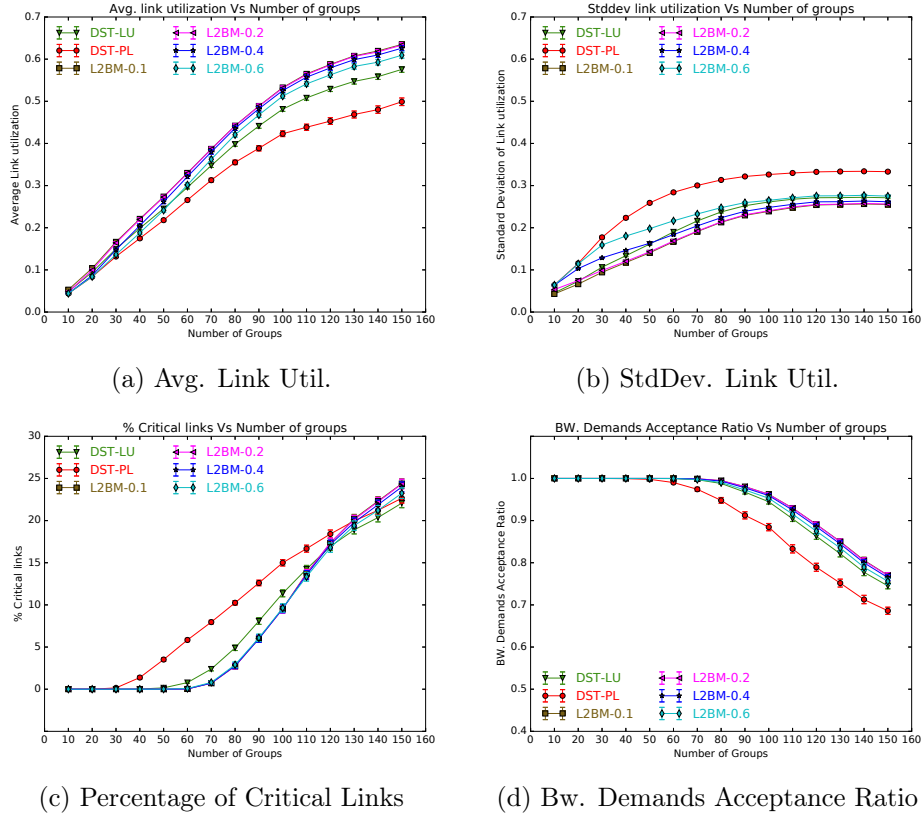 Avg. link utilization Vs Number of groups
0.7
0.6
0.5
0.4
0.3
0.2
0.1
0.0
Average Link utilization
DST-LU
DST-PL
L2BM-0.1
L2BM-0.2
L2BM-0.4
L2BM-0.6
0 10 20 30 40 50 60 70 80 90 100 110 120 130 140 150 160
Number of Groups
(a) Avg. Link Util.
Stddev link utilization Vs Number of groups
0.7
0.6
0.5
0.4
0.3
0.2
0.1
0.0
Standard Deviation of Link utilization
DST-LU
DST-PL
L2BM-0.1
L2BM-0.2
L2BM-0.4
L2BM-0.6
0 10 20 30 40 50 60 70 80 90 100 110 120 130 140 150 160
Number of Groups
(b) StdDev. Link Util.
% Critical links Vs Number of groups
30
25
20
15
10
5
0
% Critical links
DST-LU
DST-PL
L2BM-0.1
L2BM-0.2
L2BM-0.4
L2BM-0.6
0 10 20 30 40 50 60 70 80 90 100 110 120 130 140 150 160
Number of Groups
(c) Percentage of Critical Links
BW. Demands Acceptance Ratio Vs Number of groups
1.0
0.9
0.8
0.7
0.6
0.5
0.4
BW. Demands Acceptance Ratio
DST-LU
DST-PL
L2BM-0.1
L2BM-0.2
L2BM-0.4
L2BM-0.6
0 10 20 30 40 50 60 70 80 90 100 110 120 130 140 150 160
Number of Groups
(d) Bw. Demands Acceptance Ratio